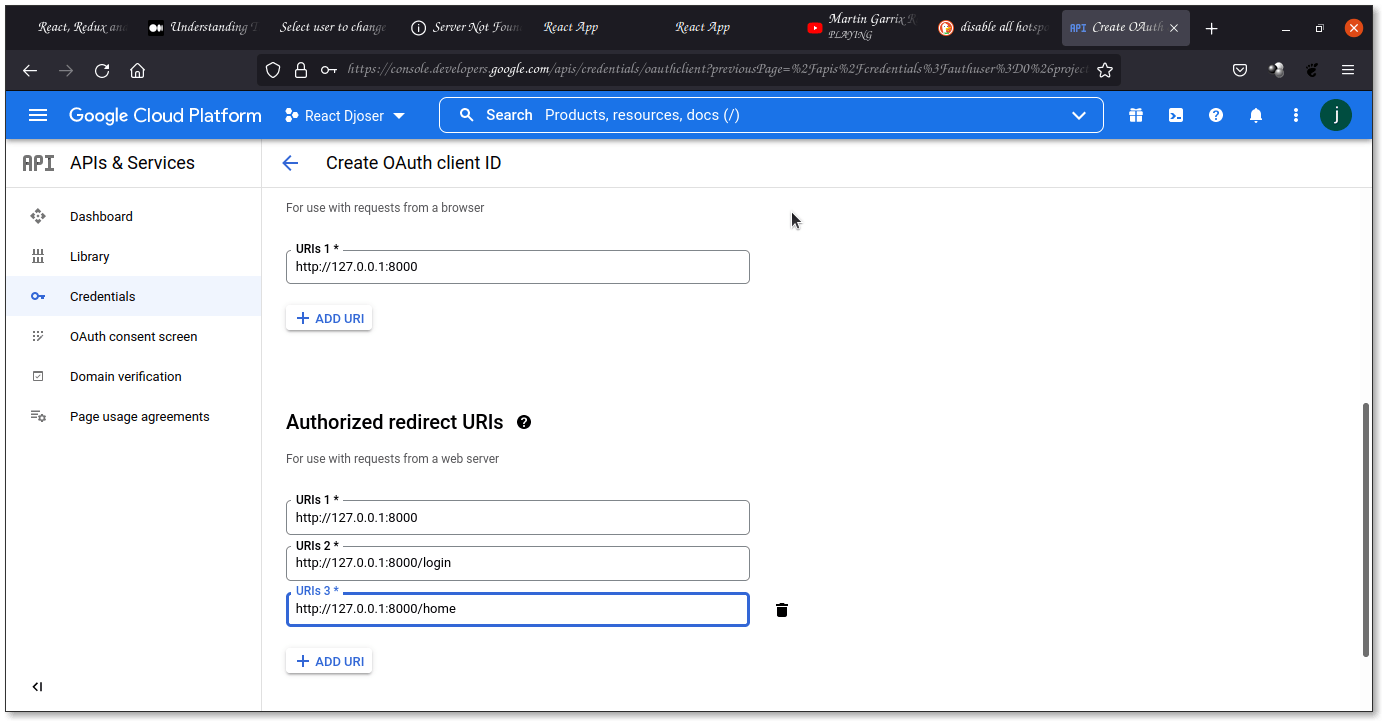 React, Redux and
Understanding
Select user to change
Server Not Foun
React App
React App
Martin Garrix
PLAYING
disable all hotspo
API Create OAuth
https://console.developers.google.com/apis/credentials/oauthclient?previousPage=%2Fapis%2Fcredentials%3Fauthuser%3D0%26project
Google Cloud Platform
React Djoser
Search Products, resources, docs (/)
j
API APIs & Services
Create OAuth client ID
Dashboard
Library
Credentials
OAuth consent screen
Domain verification
Page usage agreements
For use with requests from a browser
URIs 1 *
http://127.0.0.1:8000
+ ADD URI
Authorized redirect URIs
For use with requests from a web server
URIs 1 *
http://127.0.0.1:8000
URIs 2 *
http://127.0.0.1:8000/login
URIs 3 *
http://127.0.0.1:8000/home
+ ADD URI